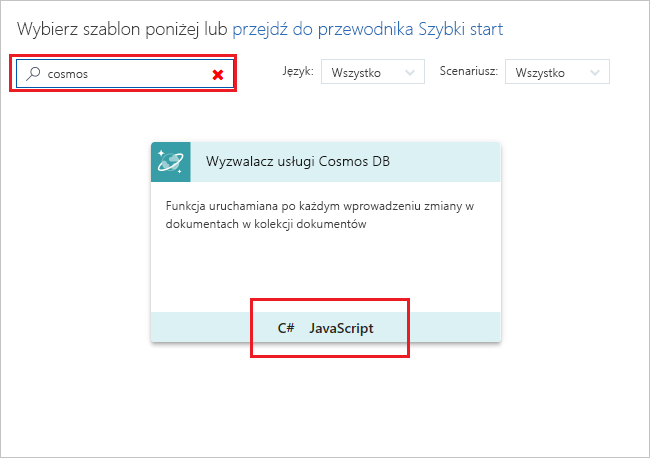 Wybierz szablon poniżej lub przejdź do przewodnika Szybki start
cosmos Język: Wszystko Scenariusz: Wszystko
Wyzwalacz usługi Cosmos DB
Funkcja uruchamiana po każdym wprowadzeniu zmiany w
dokumentach w kolekcji dokumentów
C# JavaScript